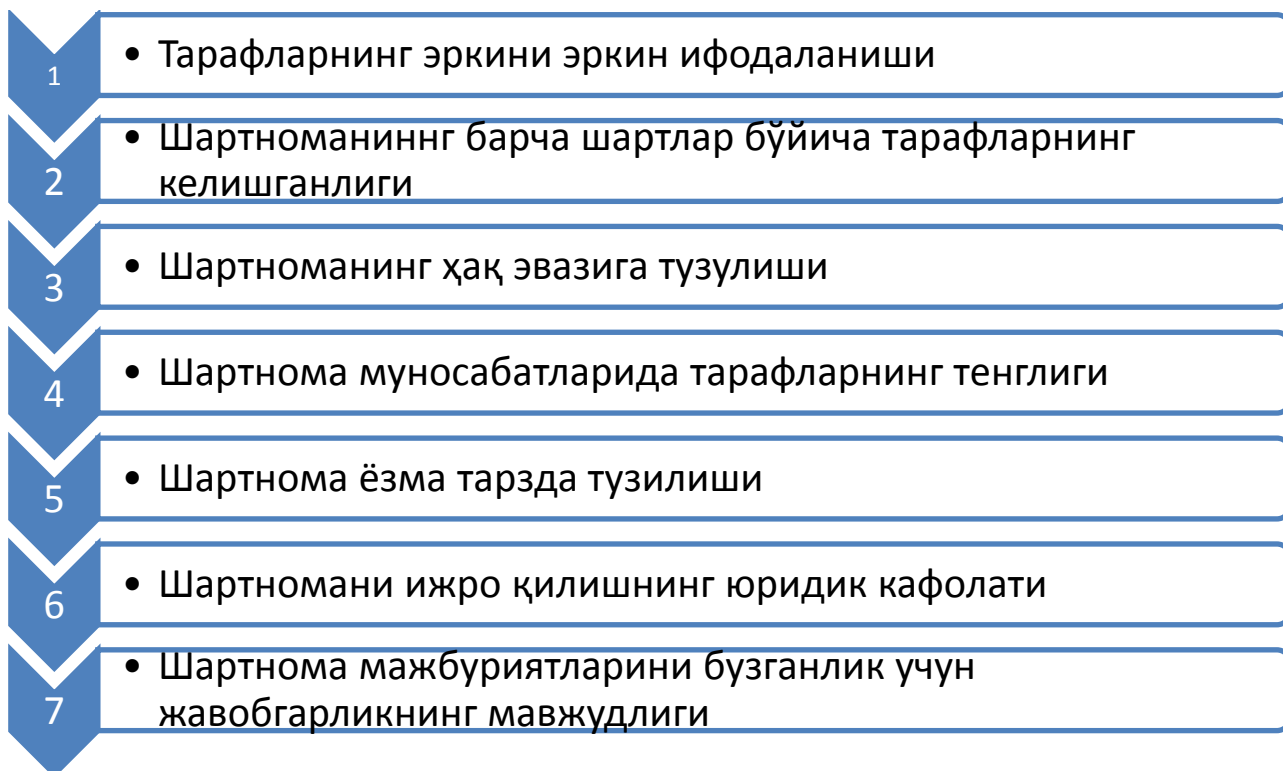 1
• Тарафларнинг эркини эркин ифодаланиши
2
• Шартноманиннг барча шартлар бўйича тарафларнинг
келишганлиги
3
• Шартноманинг ҳақ эвазига тузулиши
4
• Шартнома муносабатларида тарафларнинг тенглиги
5
• Шартнома ёзма тарзда тузилиши
6
• Шартномани ижро қилишнинг юридик кафолати
7
• Шартнома мажбуриятларини бузганлик учун
жавобгарликнинг мавжудлиги